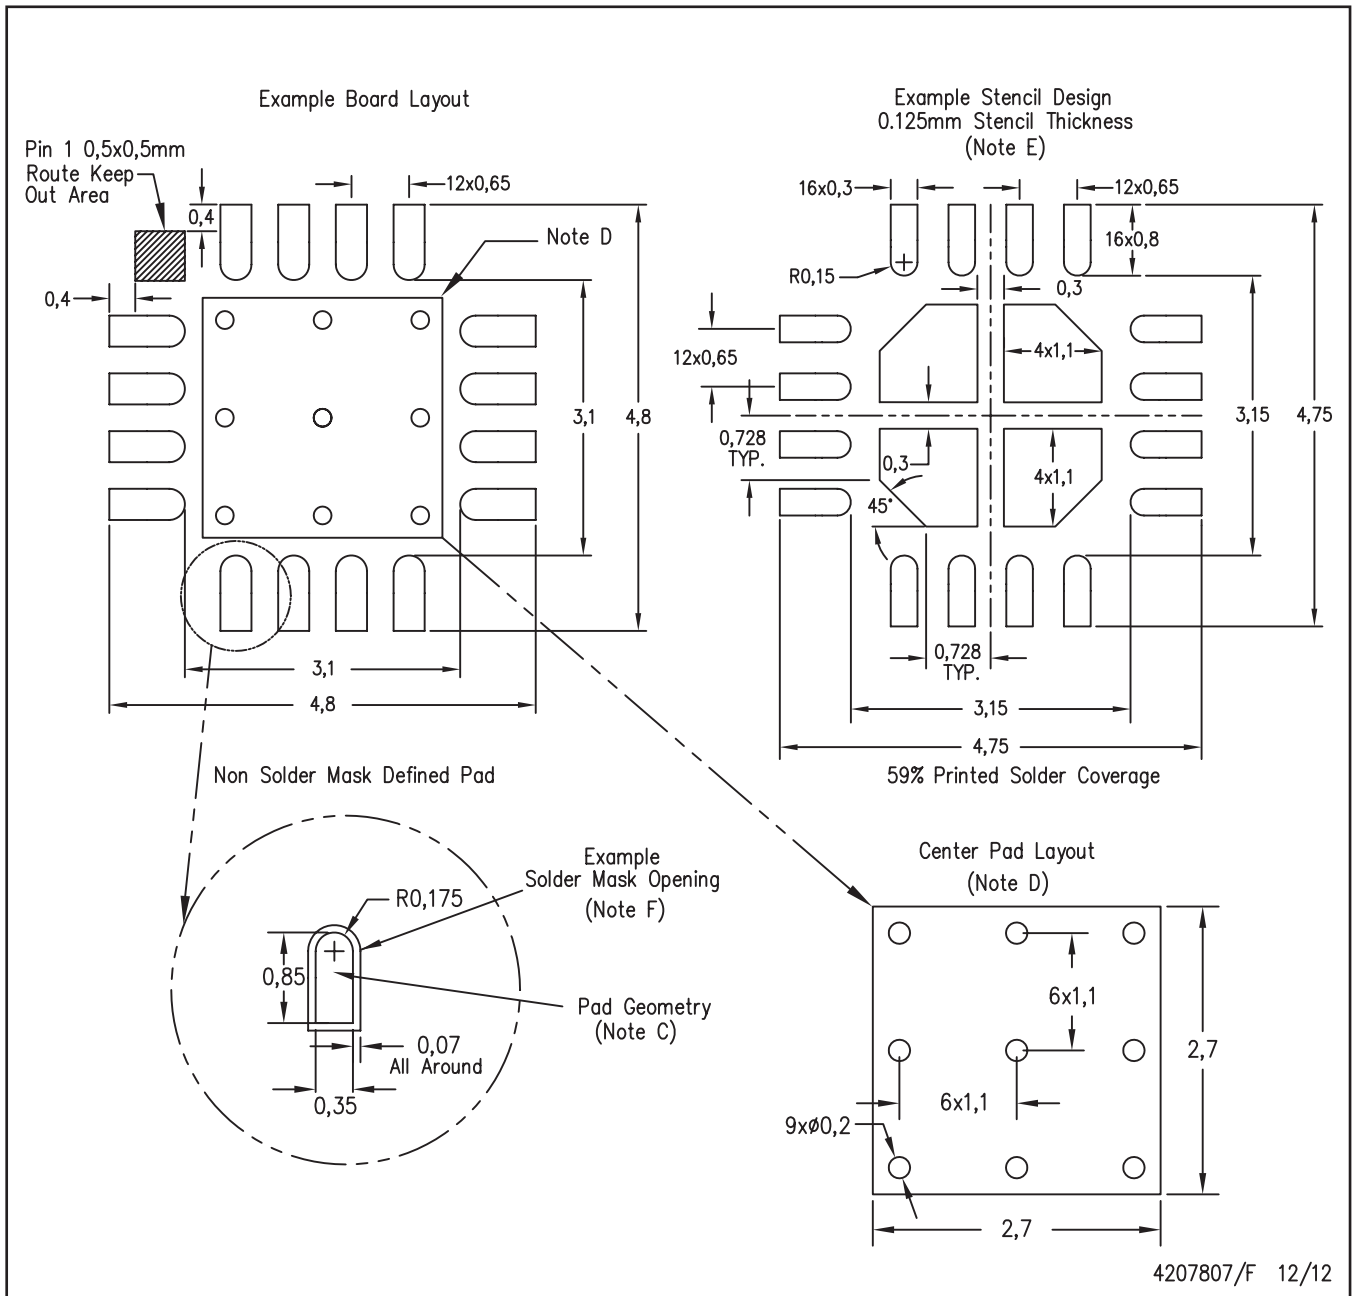 Example Board Layout
Pin 1 0,5x0,5mm
Route Keep
Out Area
12x0,65
0,4
Note D
0,4
3,1
4,8
3,1
4,8
Example Stencil Design
0.125mm Stencil Thickness
(Note E)
16x0,3
12x0,65
16x0,8
R0,15
0,3
12x0,65
4x1,1
3,15
4,75
0,728
TYP.
0,3
4x1,1
45°
0,728
TYP.
3,15
4,75
59% Printed Solder Coverage
Non Solder Mask Defined Pad
Example
Solder Mask Opening
(Note F)
R0,175
0,85
Pad Geometry
(Note C)
0,07
All Around
0,35
Center Pad Layout
(Note D)
6x1,1
2,7
6x1,1
9xø0,2
2,7
4207807/F 12/12